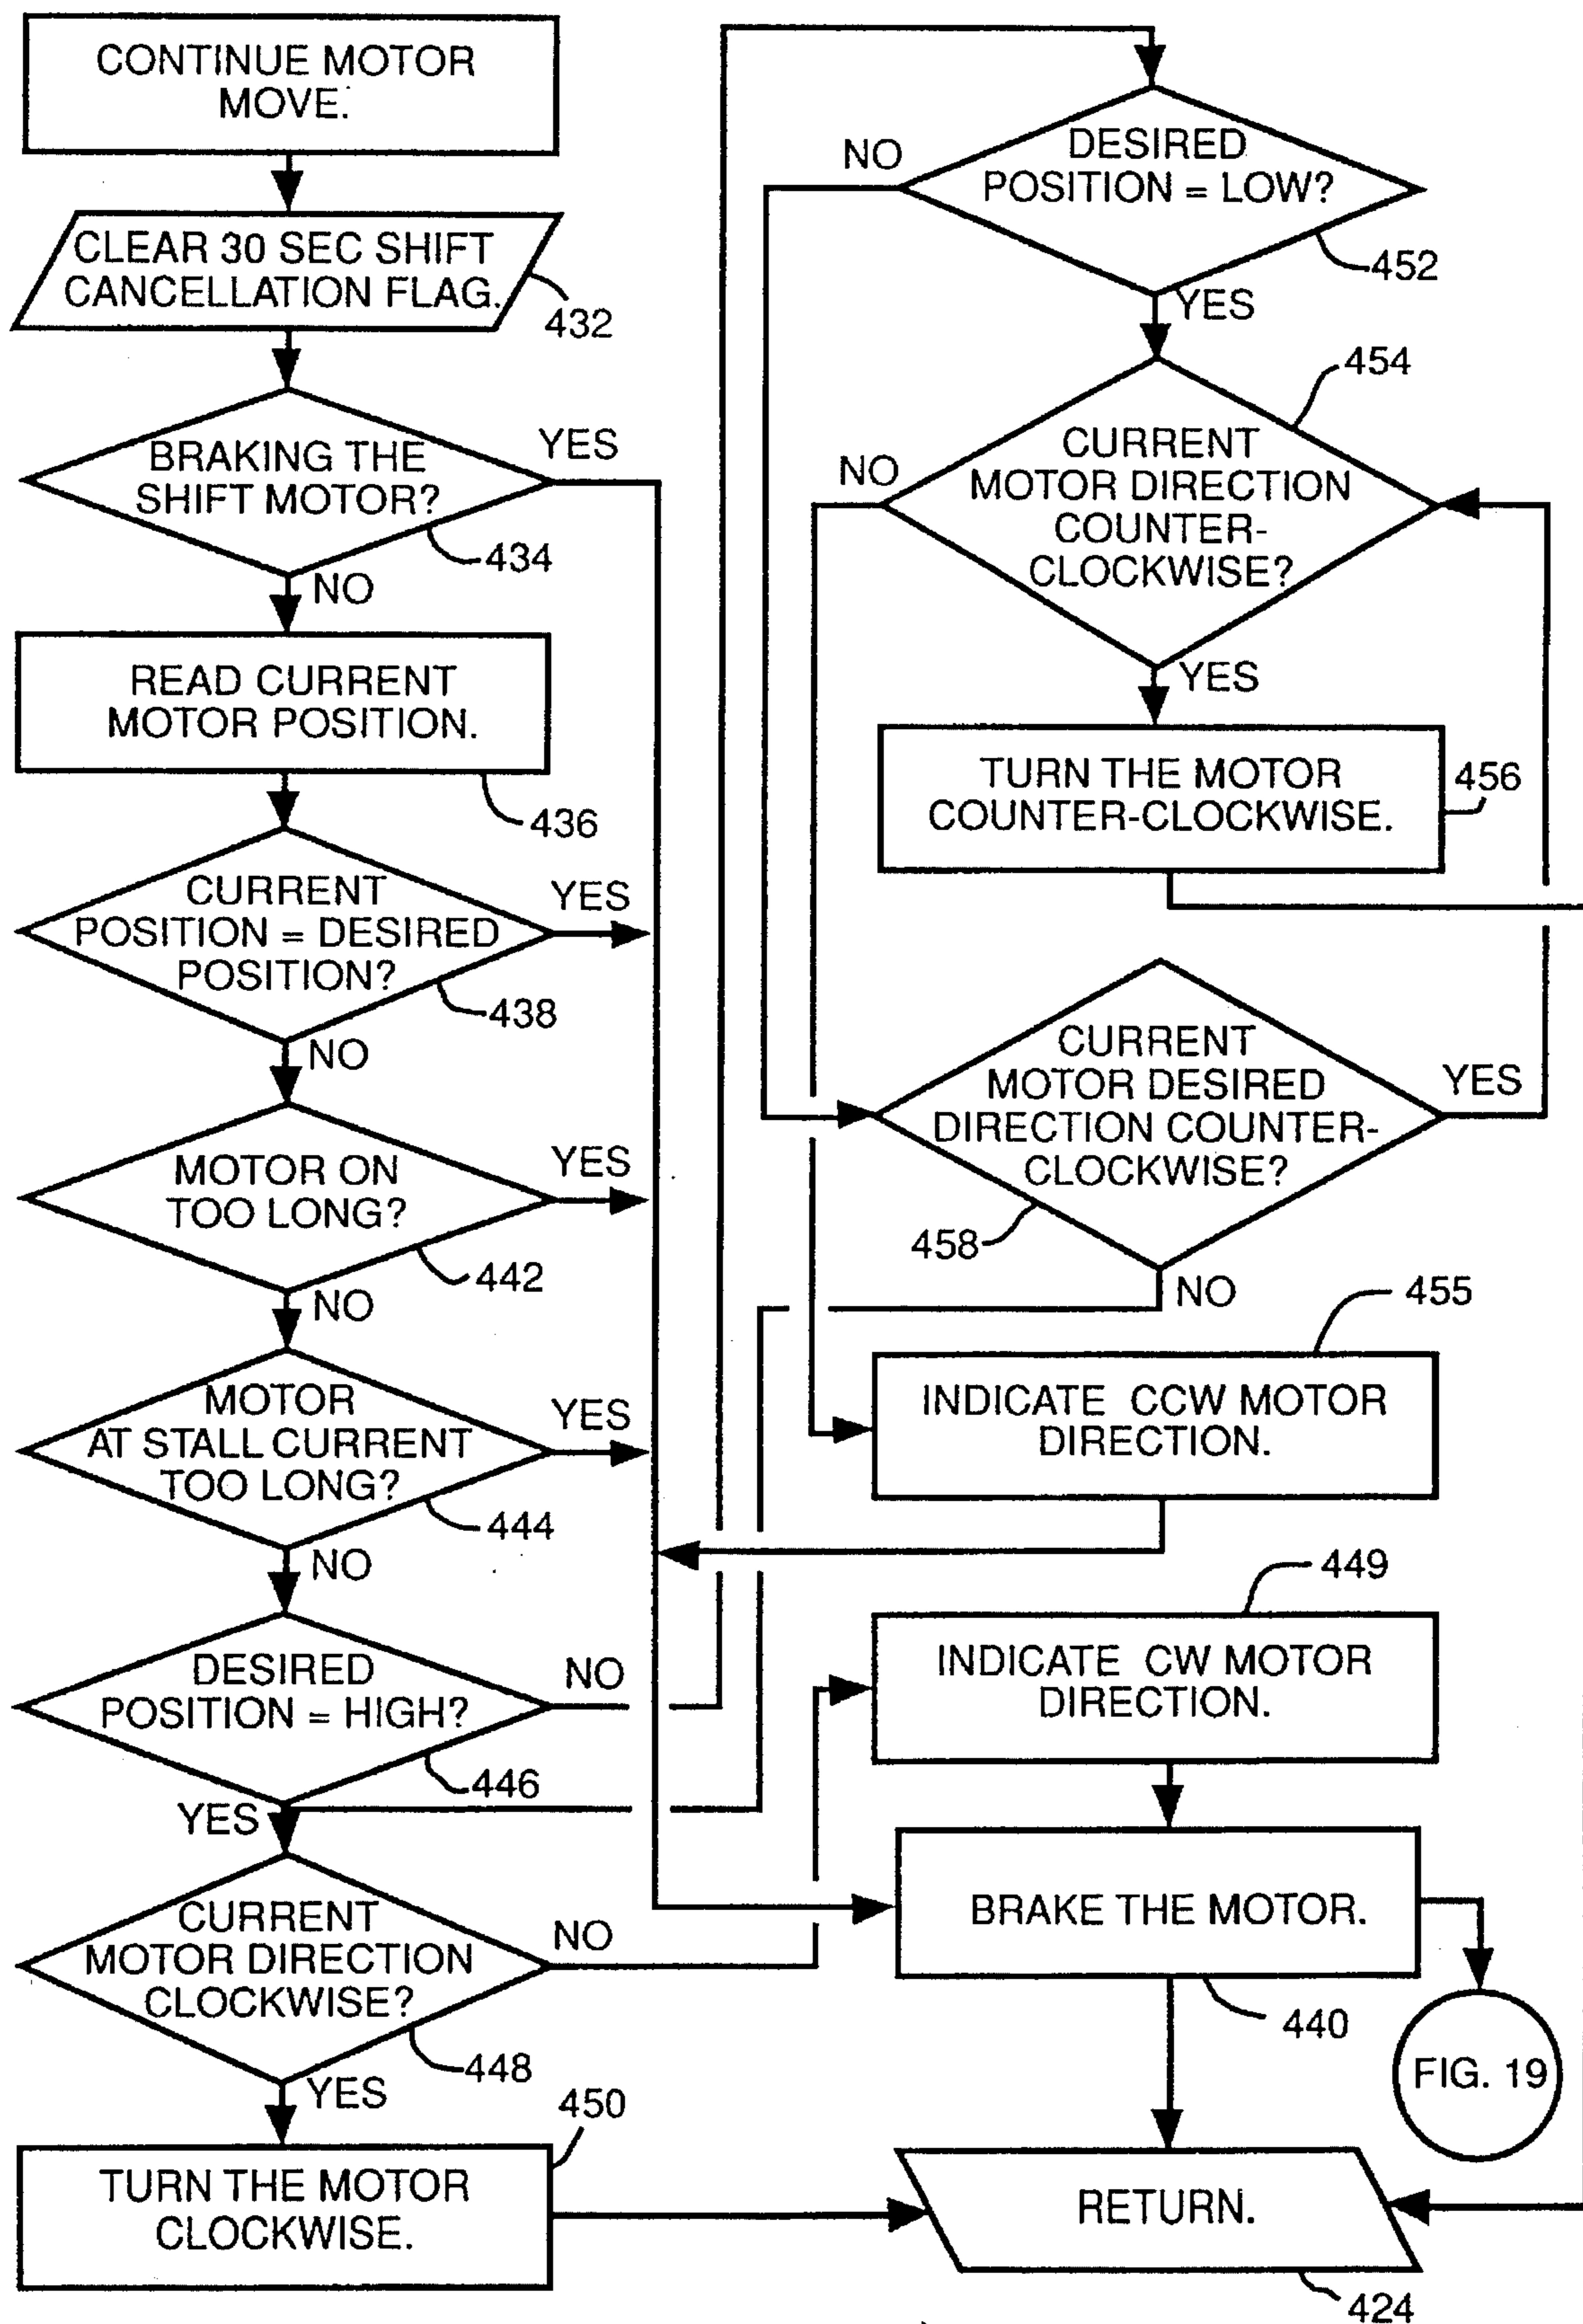 CONTINUE MOTOR
MOVE.
CLEAR 30 SEC SHIFT
CANCELLATION FLAG.
432
BRAKING THE
SHIFT MOTOR?
YES
434
NO
READ CURRENT
MOTOR POSITION.
436
CURRENT
POSITION = DESIRED
POSITION?
YES
438
NO
MOTOR ON
TOO LONG?
YES
442
NO
MOTOR
AT STALL CURRENT
TOO LONG?
YES
444
NO
DESIRED
POSITION = HIGH?
NO
446
YES
CURRENT
MOTOR DIRECTION
CLOCKWISE?
NO
448
YES
450
TURN THE MOTOR
CLOCKWISE.
DESIRED
POSITION = LOW?
NO
452
YES
454
CURRENT
MOTOR DIRECTION
COUNTER-
CLOCKWISE?
NO
YES
TURN THE MOTOR
COUNTER-CLOCKWISE.
456
CURRENT
MOTOR DESIRED
DIRECTION COUNTER-
CLOCKWISE?
YES
458
NO
455
INDICATE CCW MOTOR
DIRECTION.
449
INDICATE CW MOTOR
DIRECTION.
BRAKE THE MOTOR.
440
FIG. 19
RETURN.
424